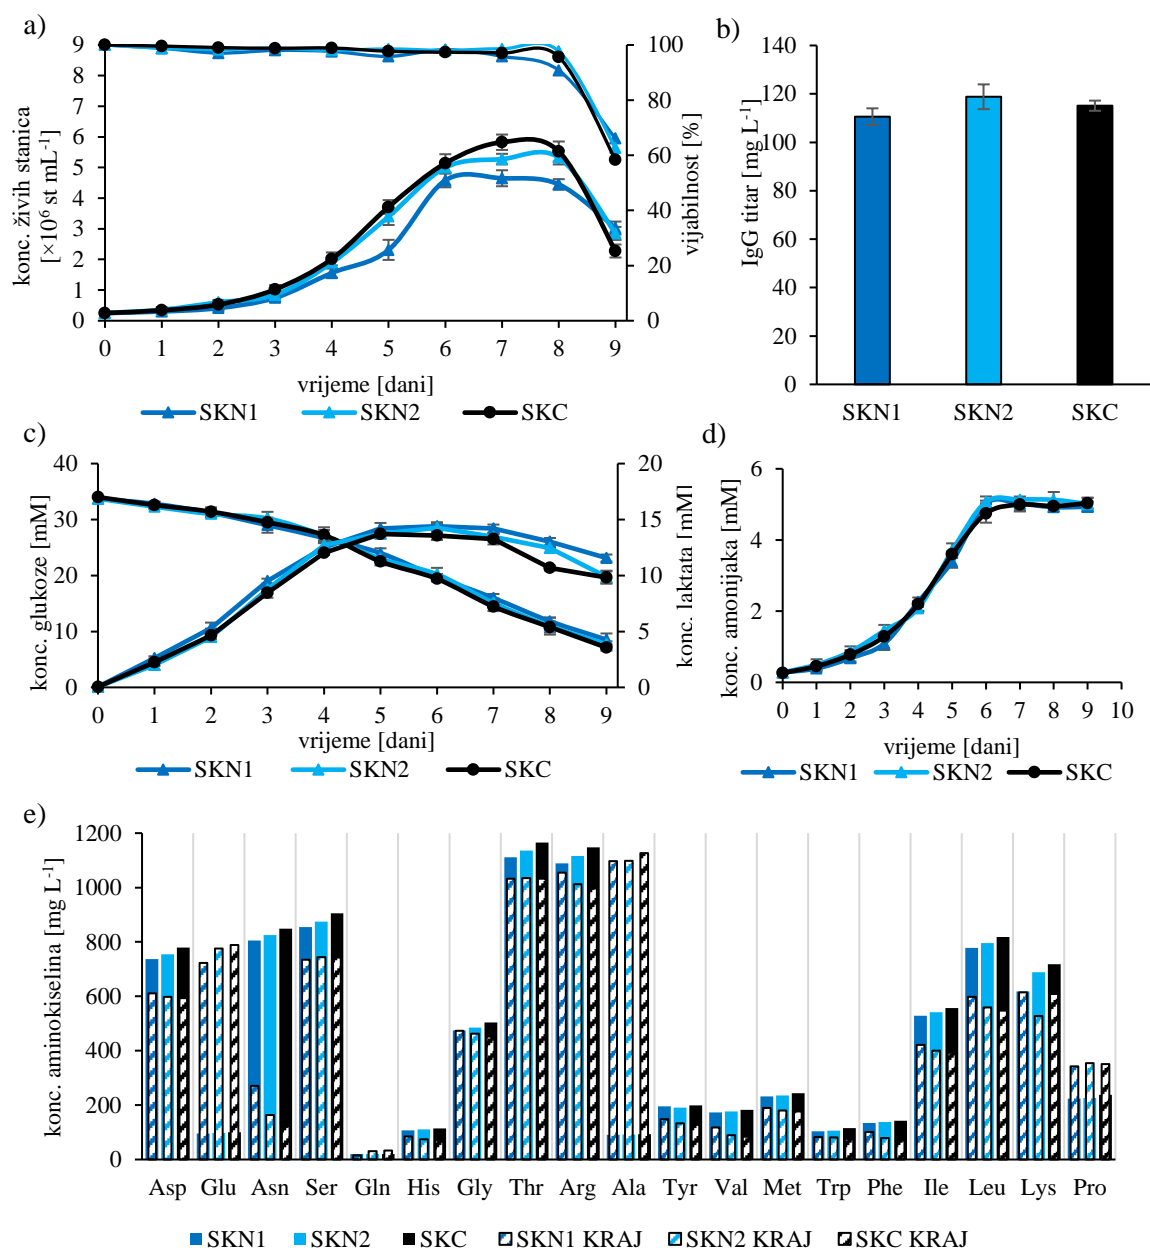 a)
9
8
7
6
5
4
3
2
1
0
konc. živih stanica
[×10⁶ st mL⁻¹]
100
80
60
40
20
0
vijabilnost [%]
0 1 2 3 4 5 6 7 8 9
vrijeme [dani]
SKN1 SKN2 SKC
b)
140
120
100
80
60
40
20
0
IgG titar [mg L⁻¹]
SKN1 SKN2 SKC
c)
40
30
20
10
0
konc. glukoze [mM]
20
15
10
5
0
konc. laktata [mM]
0 1 2 3 4 5 6 7 8 9
vrijeme [dani]
SKN1 SKN2 SKC
d)
6
4
2
0
konc. amonijaka [mM]
0 1 2 3 4 5 6 7 8 9 10
vrijeme [dani]
SKN1 SKN2 SKC
e)
1200
1000
800
600
400
200
0
konc. aminokiselina [mg L⁻¹]
Asp Glu Asn Ser Gln His Gly Thr Arg Ala Tyr Val Met Trp Phe Ile Leu Lys Pro
SKN1 SKN2 SKC SKN1 KRAJ SKN2 KRAJ SKC KRAJ